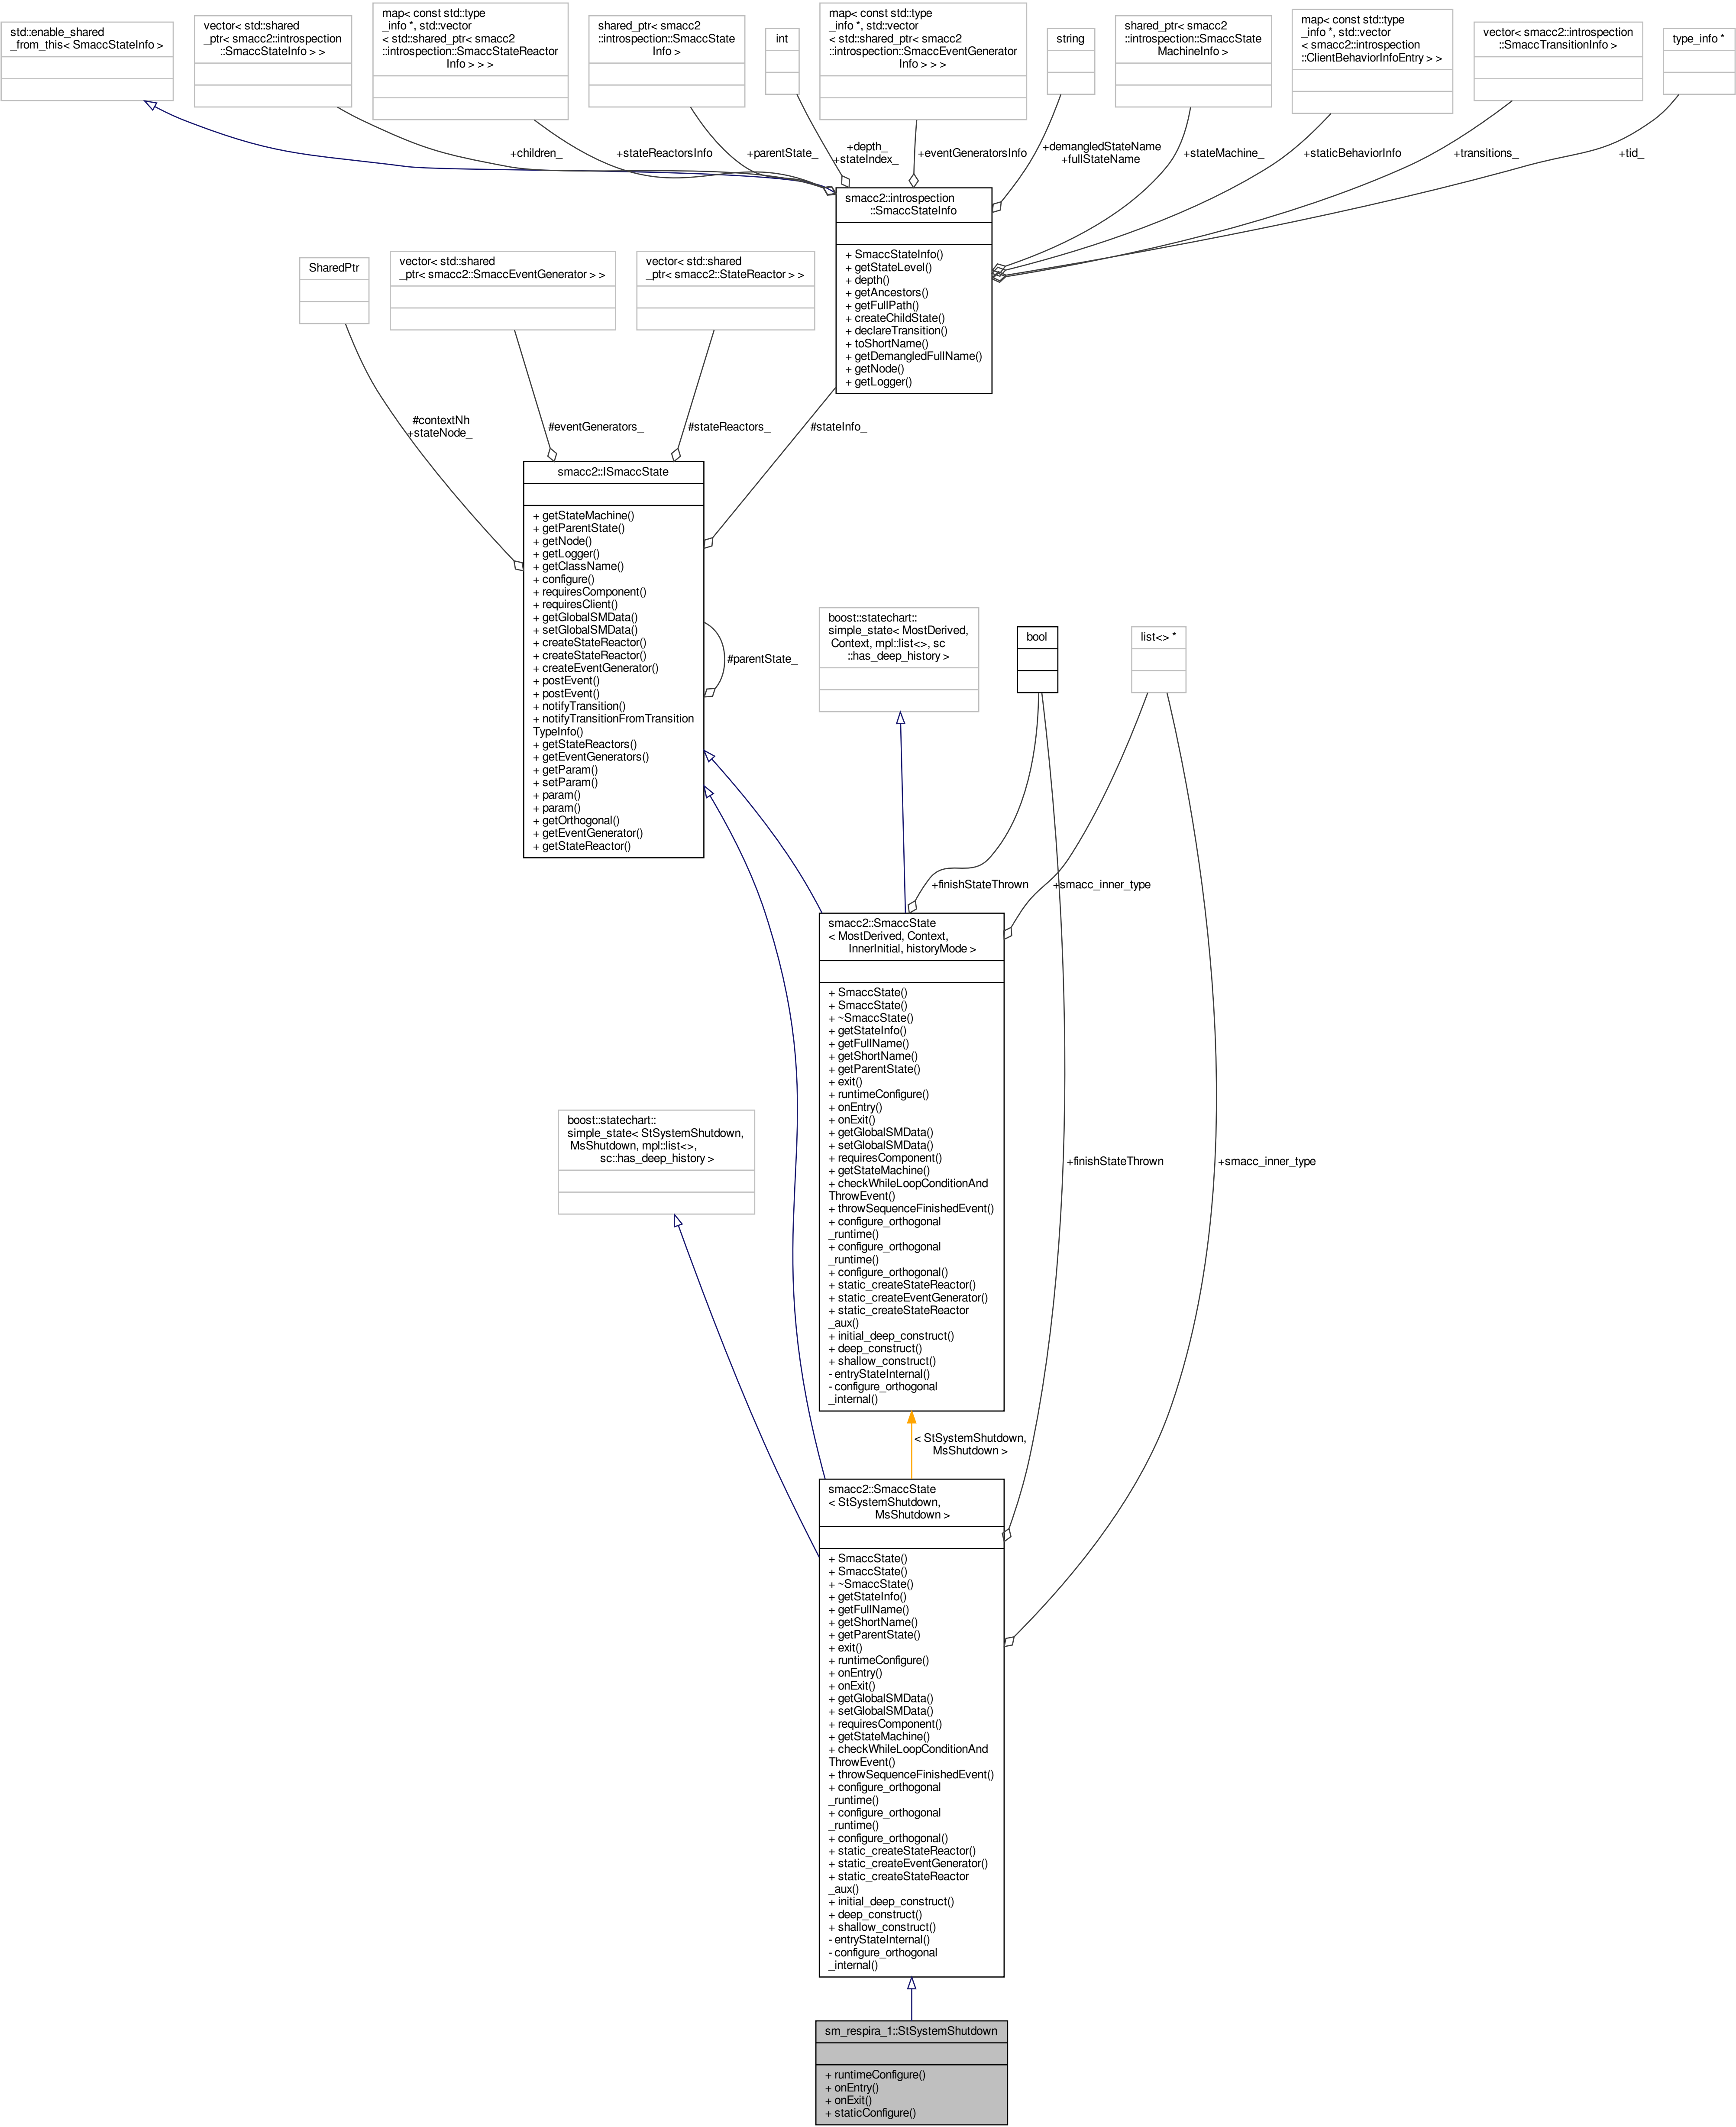 std::enable_shared
_from_this< SmaccStateInfo >
vector< std::shared
_ptr< smacc2::introspection
::SmaccStateInfo > >
map< const std::type
_info *, std::vector
< std::shared_ptr< smacc2
::introspection::SmaccStateReactor
Info > > >
shared_ptr< smacc2
::introspection::SmaccState
Info >
int
map< const std::type
_info *, std::vector
< std::shared_ptr< smacc2
::introspection::SmaccEventGenerator
Info > > >
string
shared_ptr< smacc2
::introspection::SmaccState
MachineInfo >
map< const std::type
_info *, std::vector
< smacc2::introspection
::ClientBehaviorInfoEntry > >
vector< smacc2::introspection
::SmaccTransitionInfo >
type_info *
+children_
+stateReactorsInfo
+parentState_
+depth_
+stateIndex_
+eventGeneratorsInfo
+demangledStateName
+fullStateName
+stateMachine_
+staticBehaviorInfo
+transitions_
+tid_
smacc2::introspection
::SmaccStateInfo
+ SmaccStateInfo()
+ getStateLevel()
+ depth()
+ getAncestors()
+ getFullPath()
+ createChildState()
+ declareTransition()
+ toShortName()
+ getDemangledFullName()
+ getNode()
+ getLogger()
SharedPtr
vector< std::shared
_ptr< smacc2::SmaccEventGenerator > >
vector< std::shared
_ptr< smacc2::StateReactor > >
#contextNh
+stateNode_
#eventGenerators_
#stateReactors_
#stateInfo_
smacc2::ISmaccState
+ getStateMachine()
+ getParentState()
+ getNode()
+ getLogger()
+ getClassName()
+ configure()
+ requiresComponent()
+ requiresClient()
+ getGlobalSMData()
+ setGlobalSMData()
+ createStateReactor()
+ createStateReactor()
+ createEventGenerator()
+ postEvent()
+ postEvent()
+ notifyTransition()
+ notifyTransitionFromTransition
TypeInfo()
+ getStateReactors()
+ getEventGenerators()
+ getParam()
+ setParam()
+ param()
+ param()
+ getOrthogonal()
+ getEventGenerator()
+ getStateReactor()
#parentState_
boost::statechart::
simple_state< MostDerived,
Context, mpl::list<>, sc
::has_deep_history >
bool
list<> *
+finishStateThrown
+smacc_inner_type
smacc2::SmaccState
< MostDerived, Context,
InnerInitial, historyMode >
+ SmaccState()
+ SmaccState()
+ ~SmaccState()
+ getStateInfo()
+ getFullName()
+ getShortName()
+ getParentState()
+ exit()
+ runtimeConfigure()
+ onEntry()
+ onExit()
+ getGlobalSMData()
+ setGlobalSMData()
+ requiresComponent()
+ getStateMachine()
+ checkWhileLoopConditionAnd
ThrowEvent()
+ throwSequenceFinishedEvent()
+ configure_orthogonal
_runtime()
+ configure_orthogonal
_runtime()
+ configure_orthogonal()
+ static_createStateReactor()
+ static_createEventGenerator()
+ static_createStateReactor
_aux()
+ initial_deep_construct()
+ deep_construct()
+ shallow_construct()
- entryStateInternal()
- configure_orthogonal
_internal()
boost::statechart::
simple_state< StSystemShutdown,
MsShutdown, mpl::list<>,
sc::has_deep_history >
+finishStateThrown
+smacc_inner_type
< StSystemShutdown,
MsShutdown >
smacc2::SmaccState
< StSystemShutdown,
MsShutdown >
+ SmaccState()
+ SmaccState()
+ ~SmaccState()
+ getStateInfo()
+ getFullName()
+ getShortName()
+ getParentState()
+ exit()
+ runtimeConfigure()
+ onEntry()
+ onExit()
+ getGlobalSMData()
+ setGlobalSMData()
+ requiresComponent()
+ getStateMachine()
+ checkWhileLoopConditionAnd
ThrowEvent()
+ throwSequenceFinishedEvent()
+ configure_orthogonal
_runtime()
+ configure_orthogonal
_runtime()
+ configure_orthogonal()
+ static_createStateReactor()
+ static_createEventGenerator()
+ static_createStateReactor
_aux()
+ initial_deep_construct()
+ deep_construct()
+ shallow_construct()
- entryStateInternal()
- configure_orthogonal
_internal()
sm_respira_1::StSystemShutdown
+ runtimeConfigure()
+ onEntry()
+ onExit()
+ staticConfigure()